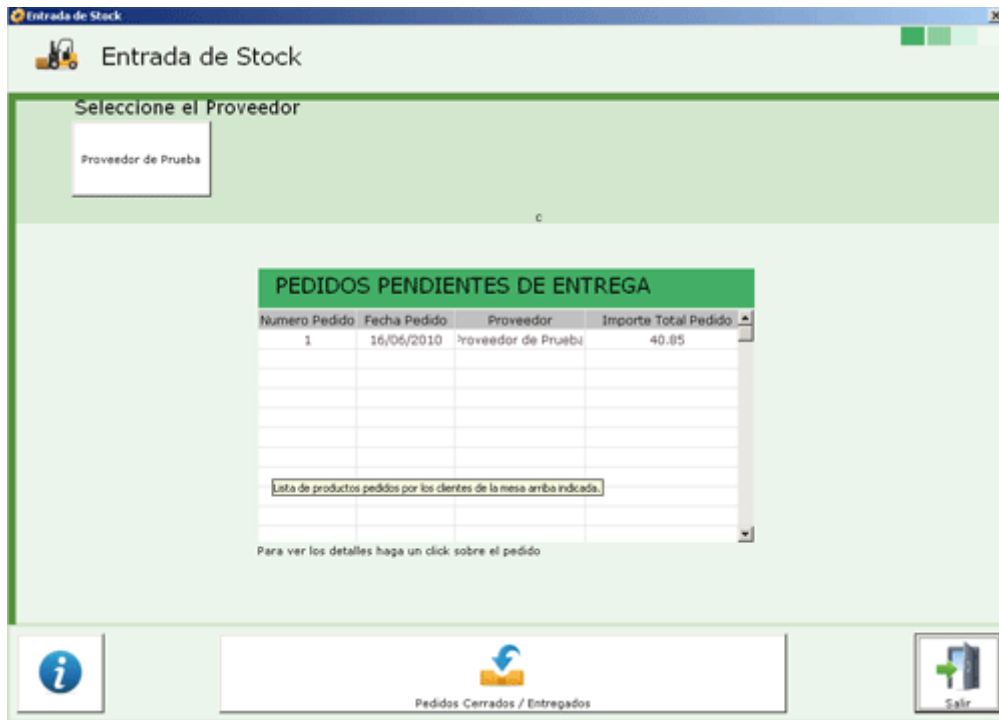 Entrada de Stock
Entrada de Stock
Seleccione el Proveedor
Proveedor de Prueba
c
PEDIDOS PENDIENTES DE ENTREGA
Numero Pedido Fecha Pedido Proveedor Importe Total Pedido
1 16/06/2010 Proveedor de Prueba 40.85
Lista de productos pedidos por los clientes de la mesa arriba indicada.
Para ver los detalles haga un click sobre el pedido
i
Pedidos Cerrados / Entregados
Salir